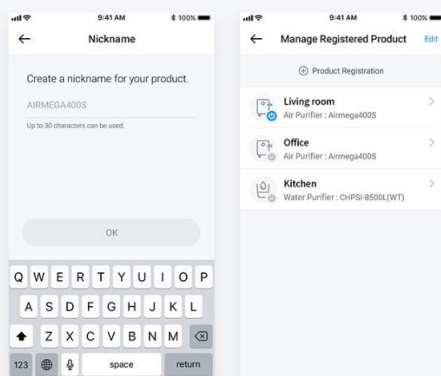 9:41 AM
100%
Nickname
Create a nickname for your product.
AIRMEGA400S
Up to 30 characters can be used.
OK
Q W E R T Y U I O P
A S D F G H J K L
Z X C V B N M
123 space return
9:41 AM
100%
Manage Registered Product Edit
Product Registration
Living room
Air Purifier : Airmega400S
Office
Air Purifier : Airmega400S
Kitchen
Water Purifier : CHPSI-8500L(WT)